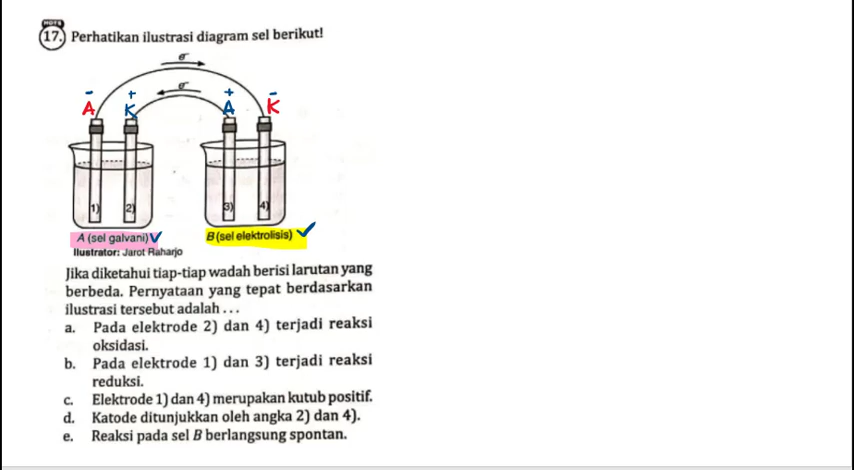 HOTS
17. Perhatikan ilustrasi diagram sel berikut!
e⁻
e⁻
- + + -
A K A K
1) 2) 3) 4)
A (sel galvani) B (sel elektrolisis)
Ilustrator: Jarot Raharjo
Jika diketahui tiap-tiap wadah berisi larutan yang
berbeda. Pernyataan yang tepat berdasarkan
ilustrasi tersebut adalah . . .
a. Pada elektrode 2) dan 4) terjadi reaksi
oksidasi.
b. Pada elektrode 1) dan 3) terjadi reaksi
reduksi.
c. Elektrode 1) dan 4) merupakan kutub positif.
d. Katode ditunjukkan oleh angka 2) dan 4).
e. Reaksi pada sel B berlangsung spontan.